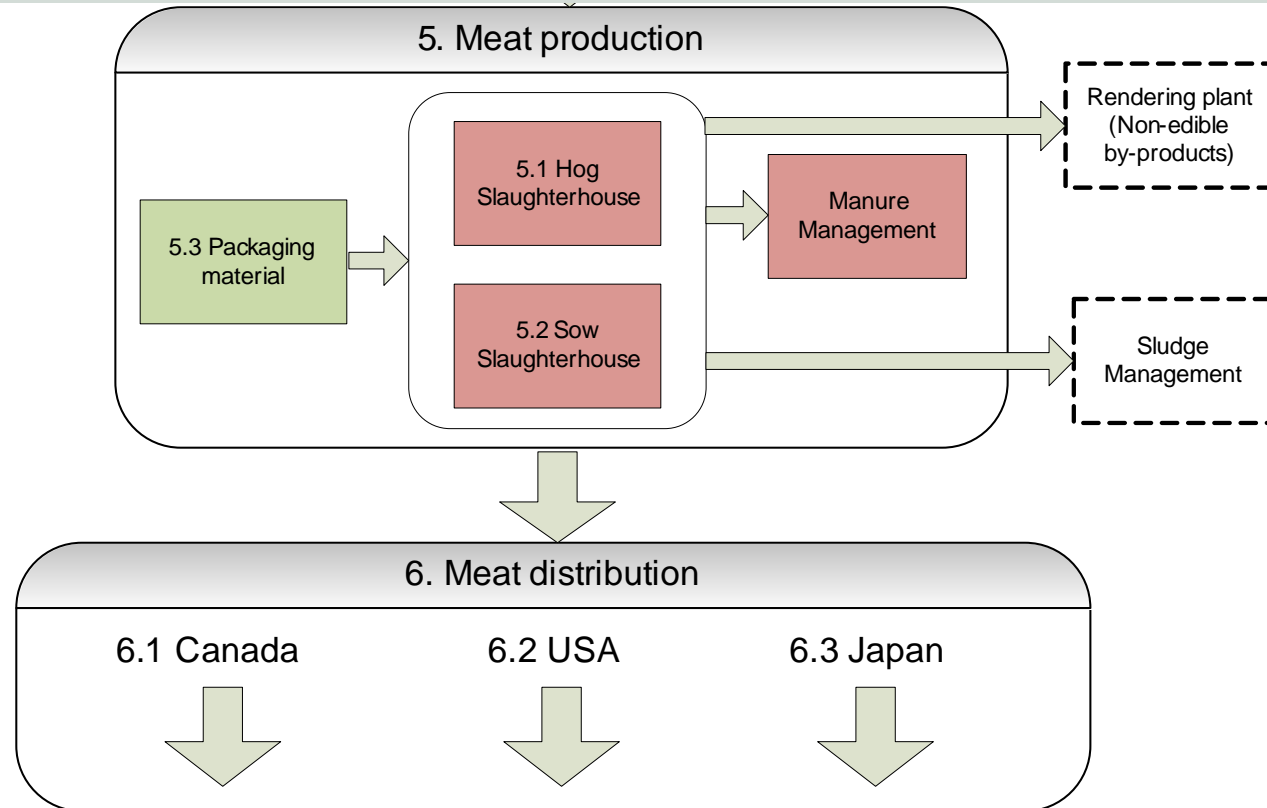 5. Meat production
Rendering plant
(Non-edible
by-products)
5.1 Hog
Slaughterhouse
Manure
Management
5.3 Packaging
material
5.2 Sow
Slaughterhouse
Sludge
Management
6. Meat distribution
6.1 Canada
6.2 USA
6.3 Japan